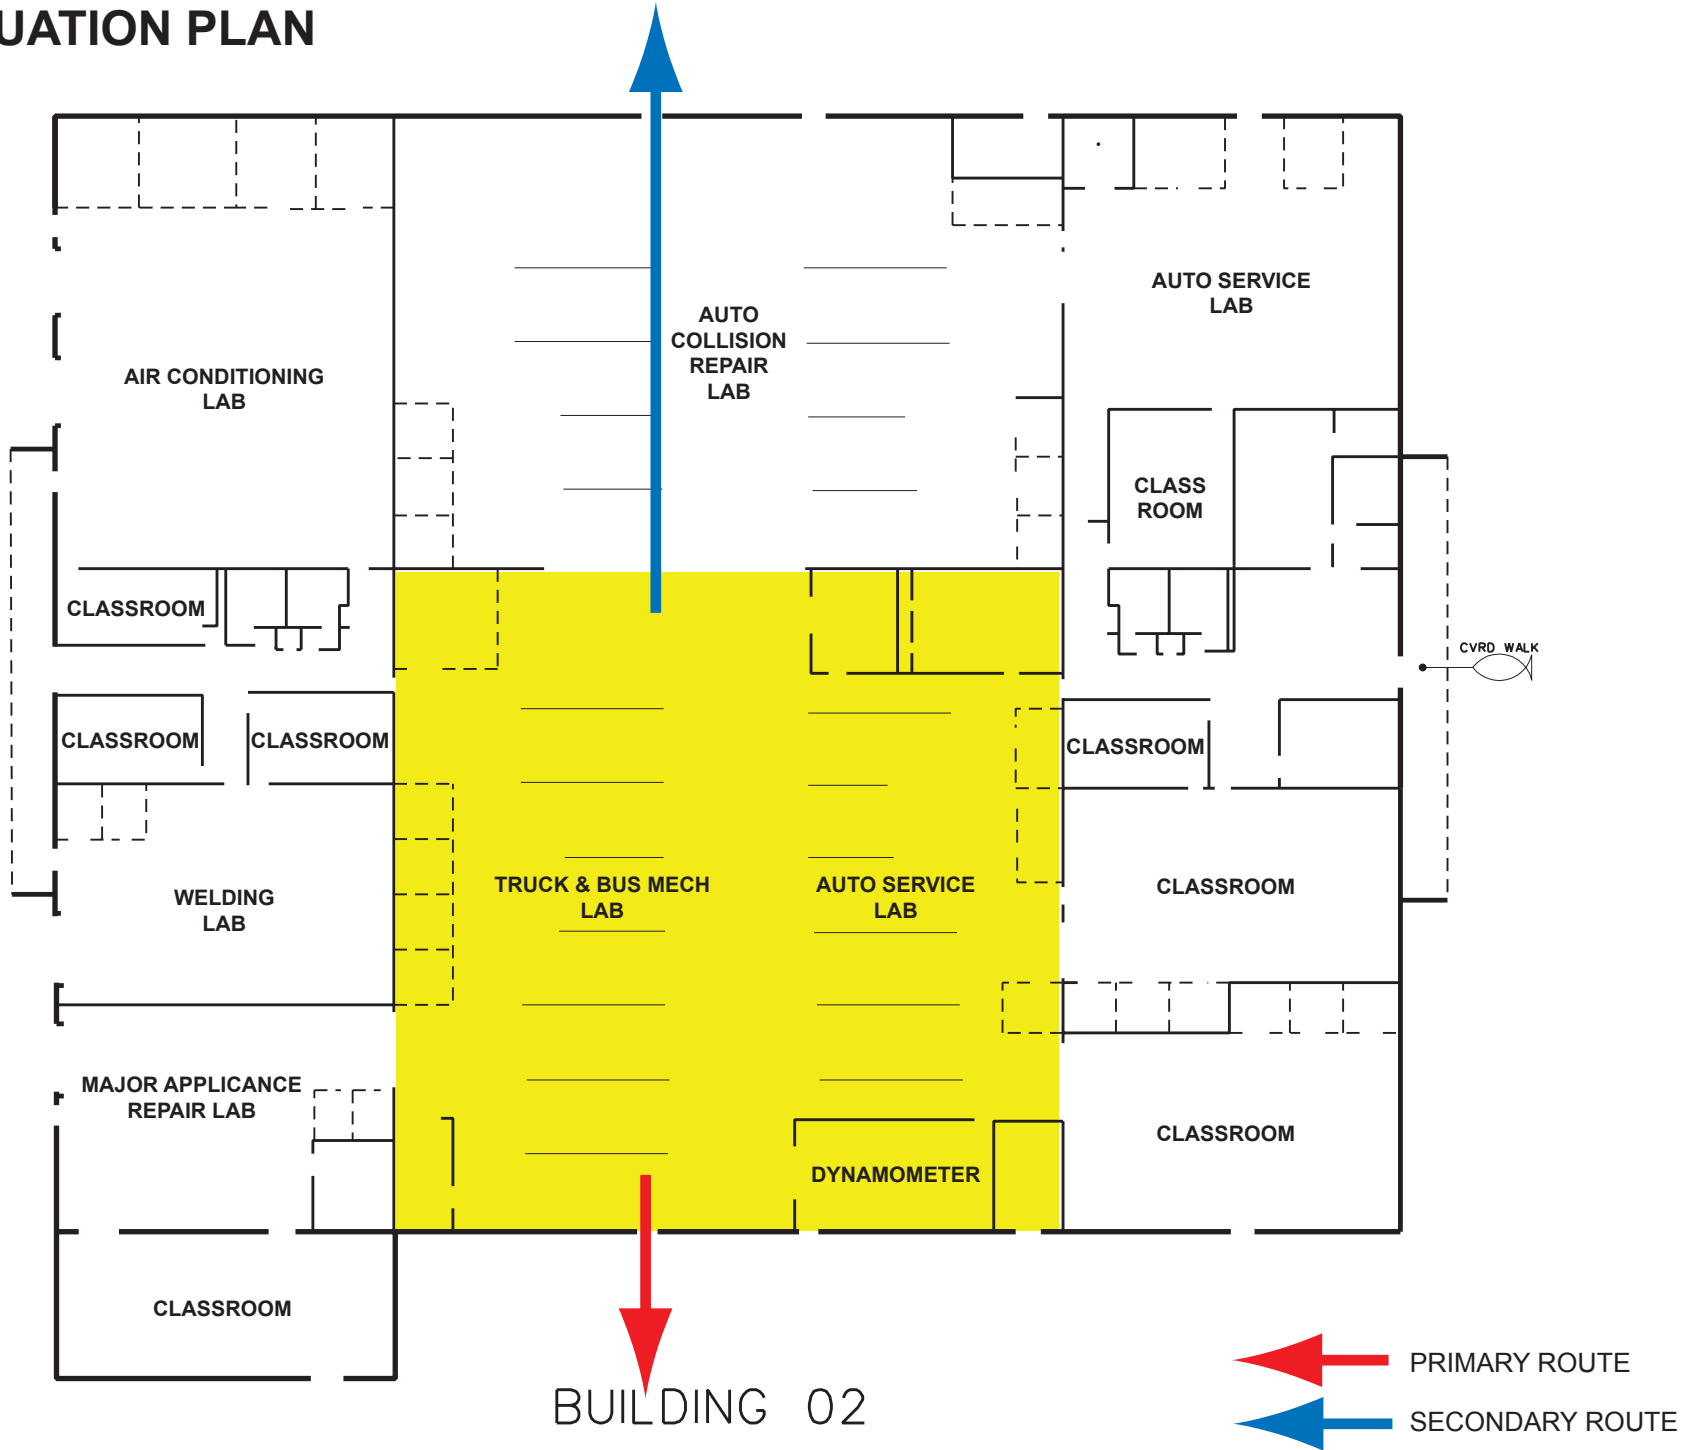 UATION PLAN
AUTO SERVICE
LAB
AUTO
COLLISION
REPAIR
LAB
AIR CONDITIONING
LAB
CLASS
ROOM
CLASSROOM
CVRD WALK
CLASSROOM
CLASSROOM
CLASSROOM
TRUCK & BUS MECH
LAB
AUTO SERVICE
LAB
CLASSROOM
WELDING
LAB
MAJOR APPLICANCE
REPAIR LAB
CLASSROOM
DYNAMOMETER
CLASSROOM
BUILDING 02
PRIMARY ROUTE
SECONDARY ROUTE